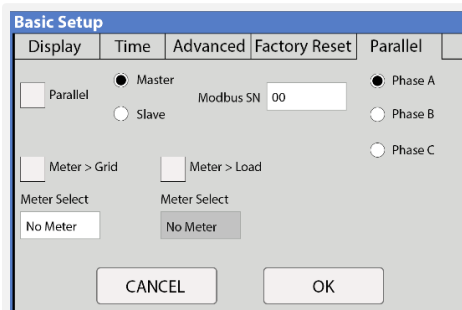 Basic Setup
Display Time Advanced Factory Reset Parallel
Parallel Master Modbus SN 00 Phase A
Slave Phase B
Phase C
Meter > Grid Meter > Load
Meter Select Meter Select
No Meter No Meter
CANCEL OK